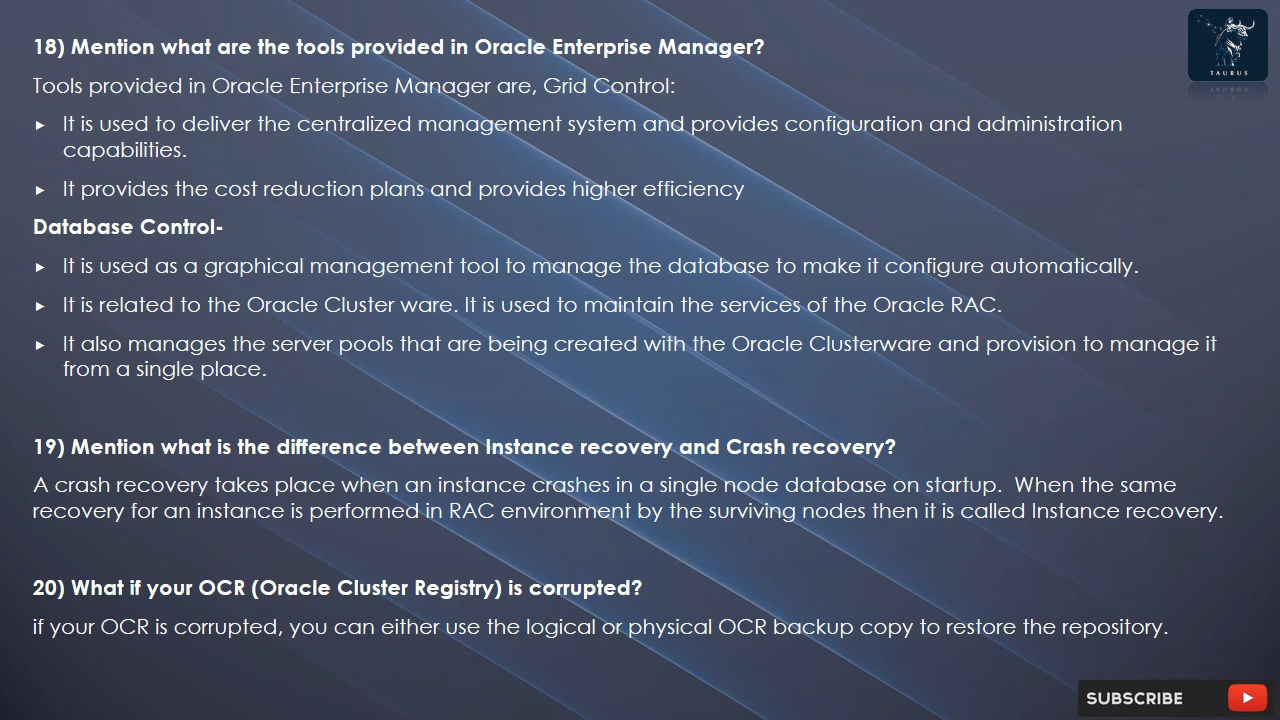 18) Mention what are the tools provided in Oracle Enterprise Manager?
Tools provided in Oracle Enterprise Manager are, Grid Control:
► It is used to deliver the centralized management system and provides configuration and administration
capabilities.
► It provides the cost reduction plans and provides higher efficiency
Database Control-
► It is used as a graphical management tool to manage the database to make it configure automatically.
► It is related to the Oracle Cluster ware. It is used to maintain the services of the Oracle RAC.
► It also manages the server pools that are being created with the Oracle Clusterware and provision to manage it
from a single place.
19) Mention what is the difference between Instance recovery and Crash recovery?
A crash recovery takes place when an instance crashes in a single node database on startup.  When the same
recovery for an instance is performed in RAC environment by the surviving nodes then it is called Instance recovery.
20) What if your OCR (Oracle Cluster Registry) is corrupted?
if your OCR is corrupted, you can either use the logical or physical OCR backup copy to restore the repository.
TAURUS
SUBSCRIBE